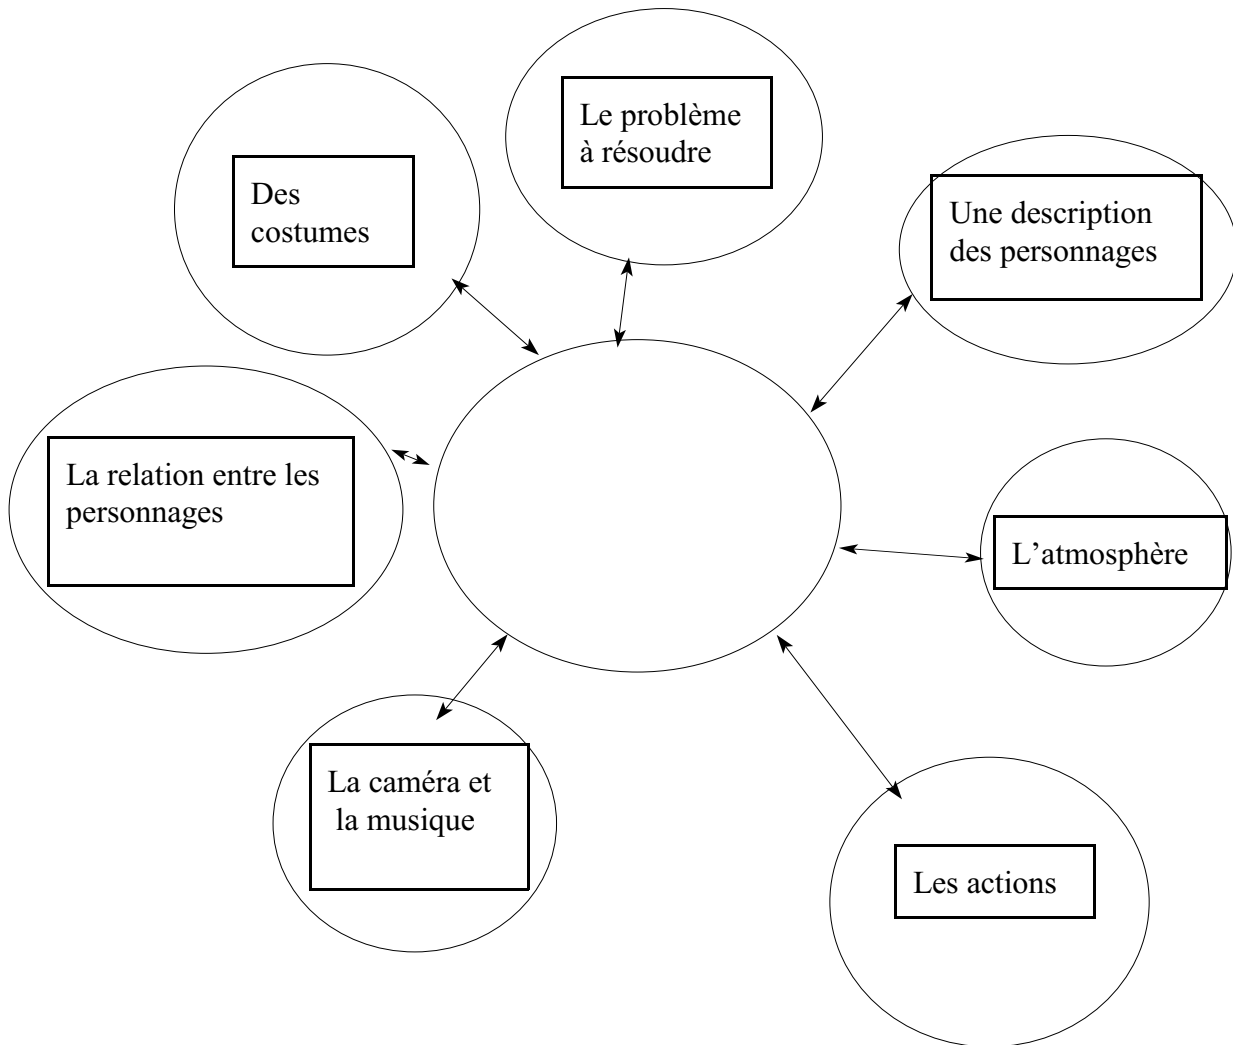 Le problème
à résoudre
Des
costumes
Une description
des personnages
La relation entre les
personnages
L’atmosphère
La caméra et
la musique
Les actions